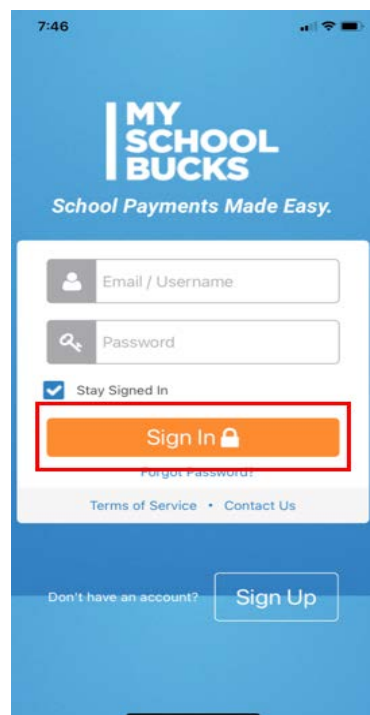 7:46
MY
SCHOOL
BUCKS
School Payments Made Easy.
Email / Username
Password
Stay Signed In
Sign In
Forgot Password?
Terms of Service • Contact Us
Don't have an account? Sign Up